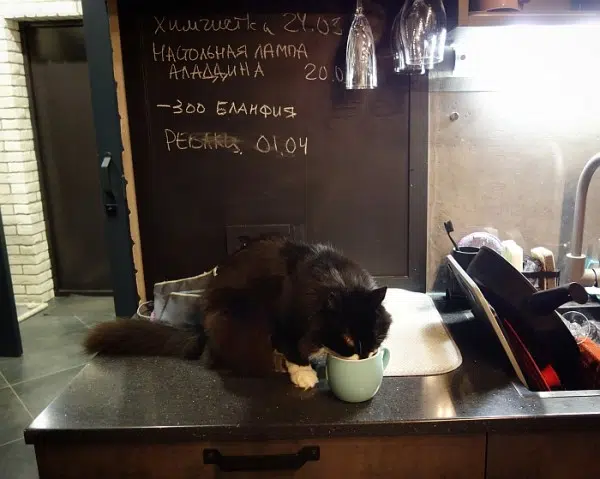 Химчистка 24.03
НАСТОЛЬНАЯ ЛАМПА
АЛАДДИНА 20.0
-300 ЕЛАНФИЯ
01.04